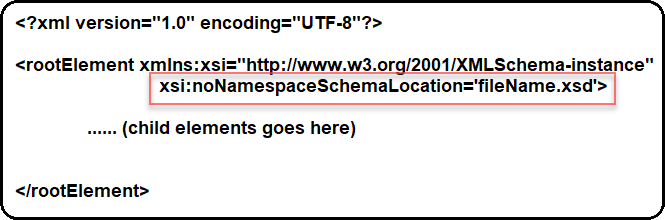 <?xml version="1.0" encoding="UTF-8"?>
<rootElement xmlns:xsi="http://www.w3.org/2001/XMLSchema-instance"
xsi:noNamespaceSchemaLocation='fileName.xsd'>
...... (child elements goes here)
</rootElement>